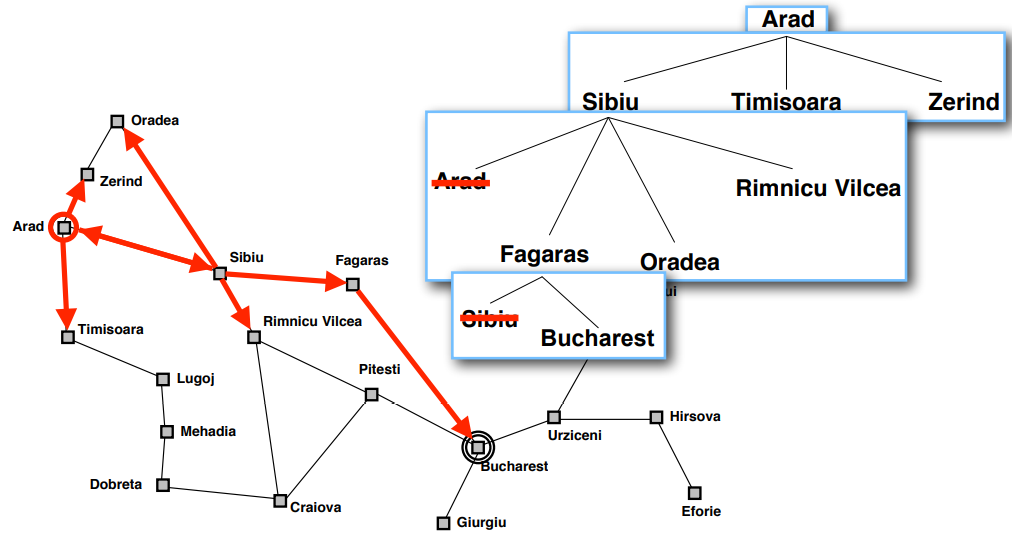 Arad
Sibiu Timisoara Zerind
Arad Rimnicu Vilcea
Fagaras Oradea
ui
Sibiu
Bucharest
Oradea
Zerind
Arad
Sibiu
Fagaras
Timisoara
Rimnicu Vilcea
Lugoj
Pitesti
Mehadia
Hirsova
Urziceni
Bucharest
Dobreta
Craiova
Giurgiu
Eforie